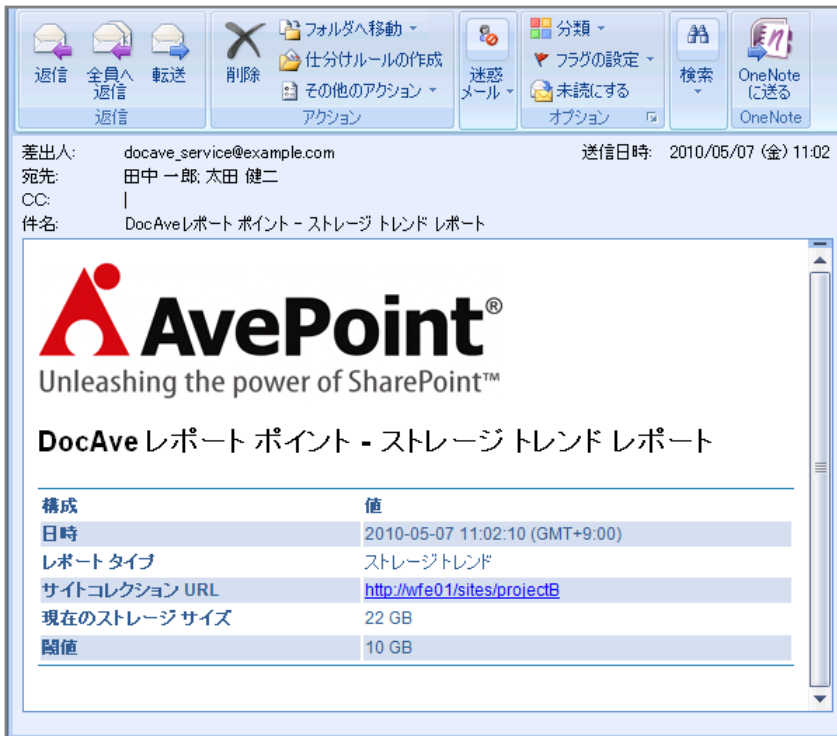 返信
全員へ
返信
転送
返信
削除
フォルダへ移動
仕分けルールの作成
その他のアクション
アクション
迷惑
メール
分類
フラグの設定
未読にする
オプション
検索
OneNote
に送る
OneNote
差出人: docave_service@example.com 送信日時: 2010/05/07 (金) 11:02
宛先: 田中 一郎; 太田 健二
CC:
件名: DocAveレポート ポイント - ストレージ トレンド レポート
AvePoint®
Unleashing the power of SharePoint™
DocAve レポート ポイント - ストレージ トレンド レポート
構成 値
日時 2010-05-07 11:02:10 (GMT+9:00)
レポート タイプ ストレージトレンド
サイトコレクション URL http://wfe01/sites/projectB
現在のストレージ サイズ 22 GB
閾値 10 GB